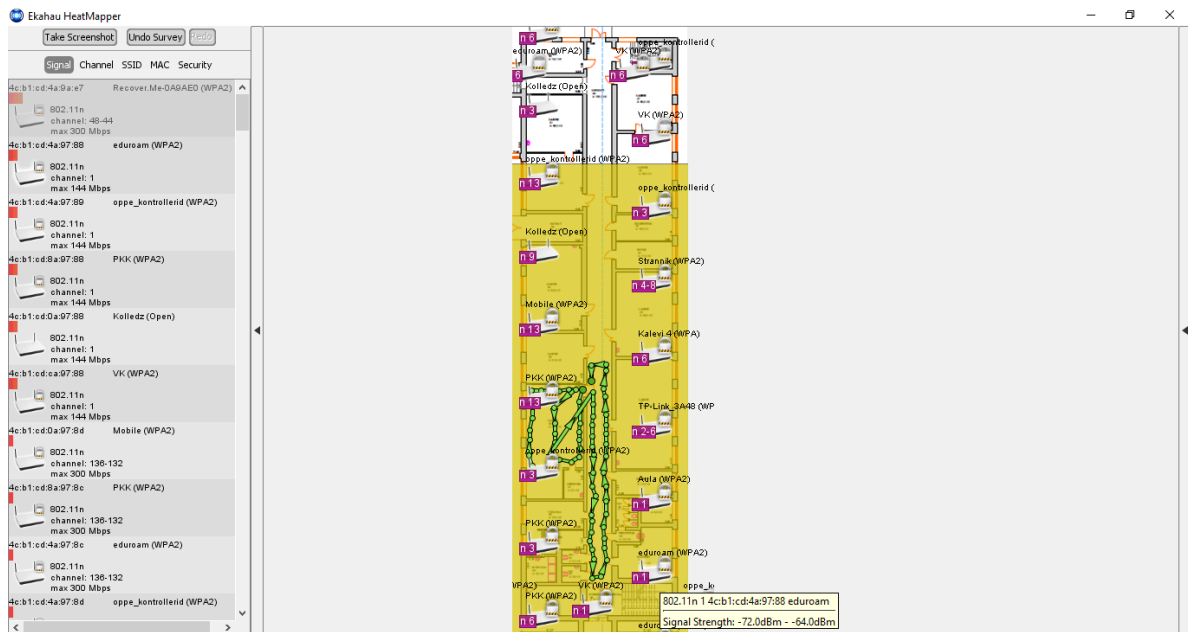 Ekahau HeatMapper
Take Screenshot Undo Survey Redo
Signal Channel SSID MAC Security
4c:b1:cd:4a:9a:e7 Recover.Me-0A9AE0 (WPA2)
802.11n
channel: 48-44
max 300 Mbps
4c:b1:cd:4a:97:88 eduroam (WPA2)
802.11n
channel: 1
max 144 Mbps
4c:b1:cd:4a:97:89 oppe_kontrollerid (WPA2)
802.11n
channel: 1
max 144 Mbps
4c:b1:cd:8a:97:88 PKK (WPA2)
802.11n
channel: 1
max 144 Mbps
4c:b1:cd:0a:97:88 Kolledz (Open)
802.11n
channel: 1
max 144 Mbps
4c:b1:cd:ca:97:88 VK (WPA2)
802.11n
channel: 1
max 144 Mbps
4c:b1:cd:0a:97:8d Mobile (WPA2)
802.11n
channel: 136-132
max 300 Mbps
4c:b1:cd:8a:97:8c PKK (WPA2)
802.11n
channel: 136-132
max 300 Mbps
4c:b1:cd:4a:97:8c eduroam (WPA2)
802.11n
channel: 136-132
max 300 Mbps
4c:b1:cd:4a:97:8d oppe_kontrollerid (WPA2)
n 6
oppe_kontrollerid (
eduroam (WPA2) VK (WPA2)
6 n 6
Kolledz (Open)
n 3
VK (WPA2)
n 6
oppe_kontrollerid (WPA2)
n 13
oppe_kontrollerid (
n 3
Kolledz (Open)
n 9
Strannik (WPA2)
n 4-8
Mobile (WPA2)
n 13
Kalevi 4 (WPA)
n 6
PKK (WPA2)
n 13
TP-Link_3A48 (WP
n 2-6
oppe_kontrollerid (WPA2)
n 3
Aula (WPA2)
n 1
PKK (WPA2)
n 3
eduroam (WPA2)
n 1
WPA2) VK (WPA2) oppe_k
PKK (WPA2)
n 6 n 1
802.11n 1 4c:b1:cd:4a:97:88 eduroam
Signal Strength: -72.0dBm - -64.0dBm
eduro